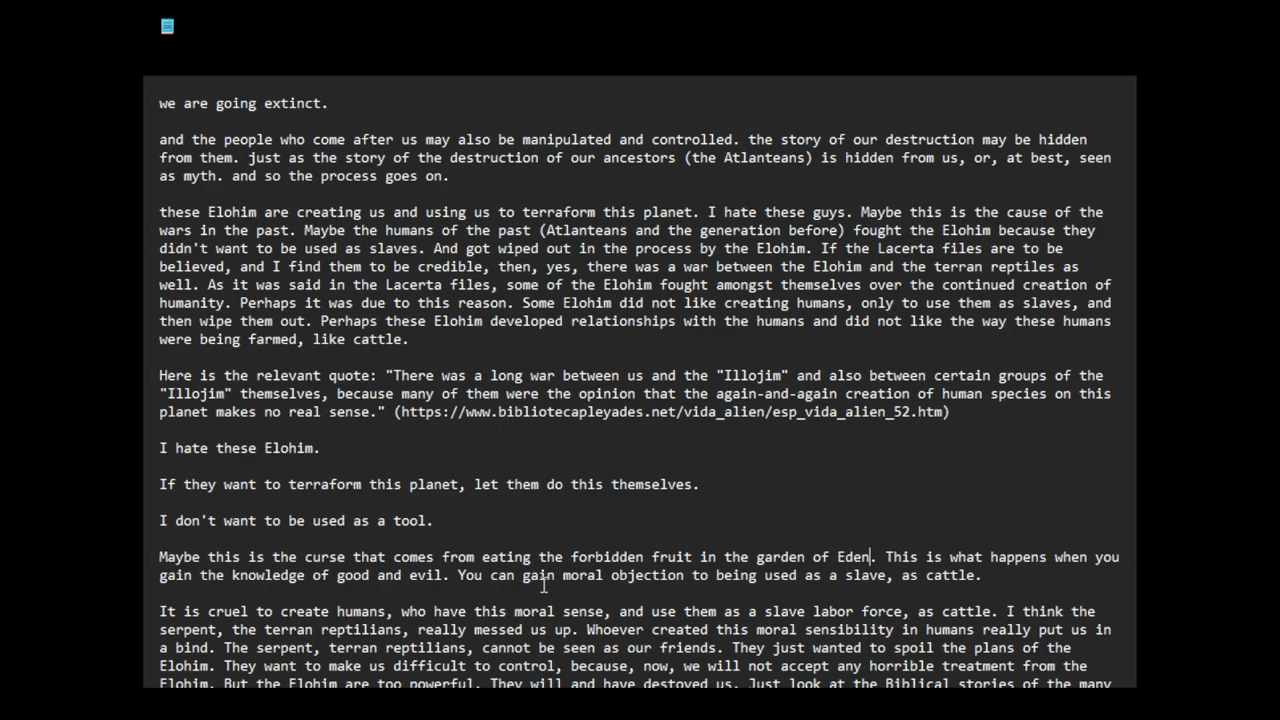 we are going extinct.
and the people who come after us may also be manipulated and controlled. the story of our destruction may be hidden
from them. just as the story of the destruction of our ancestors (the Atlanteans) is hidden from us, or, at best, seen
as myth. and so the process goes on.
these Elohim are creating us and using us to terraform this planet. I hate these guys. Maybe this is the cause of the
wars in the past. Maybe the humans of the past (Atlanteans and the generation before) fought the Elohim because they
didn't want to be used as slaves. And got wiped out in the process by the Elohim. If the Lacerta files are to be
believed, and I find them to be credible, then, yes, there was a war between the Elohim and the terran reptiles as
well. As it was said in the Lacerta files, some of the Elohim fought amongst themselves over the continued creation of
humanity. Perhaps it was due to this reason. Some Elohim did not like creating humans, only to use them as slaves, and
then wipe them out. Perhaps these Elohim developed relationships with the humans and did not like the way these humans
were being farmed, like cattle.
Here is the relevant quote: "There was a long war between us and the "Illojim" and also between certain groups of the
"Illojim" themselves, because many of them were the opinion that the again-and-again creation of human species on this
planet makes no real sense." (https://www.bibliotecapleyades.net/vida_alien/esp_vida_alien_52.htm)
I hate these Elohim.
If they want to terraform this planet, let them do this themselves.
I don't want to be used as a tool.
Maybe this is the curse that comes from eating the forbidden fruit in the garden of Eden. This is what happens when you
gain the knowledge of good and evil. You can gain moral objection to being used as a slave, as cattle.
It is cruel to create humans, who have this moral sense, and use them as a slave labor force, as cattle. I think the
serpent, the terran reptilians, really messed us up. Whoever created this moral sensibility in humans really put us in
a bind. The serpent, terran reptilians, cannot be seen as our friends. They just wanted to spoil the plans of the
Elohim. They want to make us difficult to control, because, now, we will not accept any horrible treatment from the
Elohim. But the Elohim are too powerful. They will and have destoyed us. Just look at the Biblical stories of the many